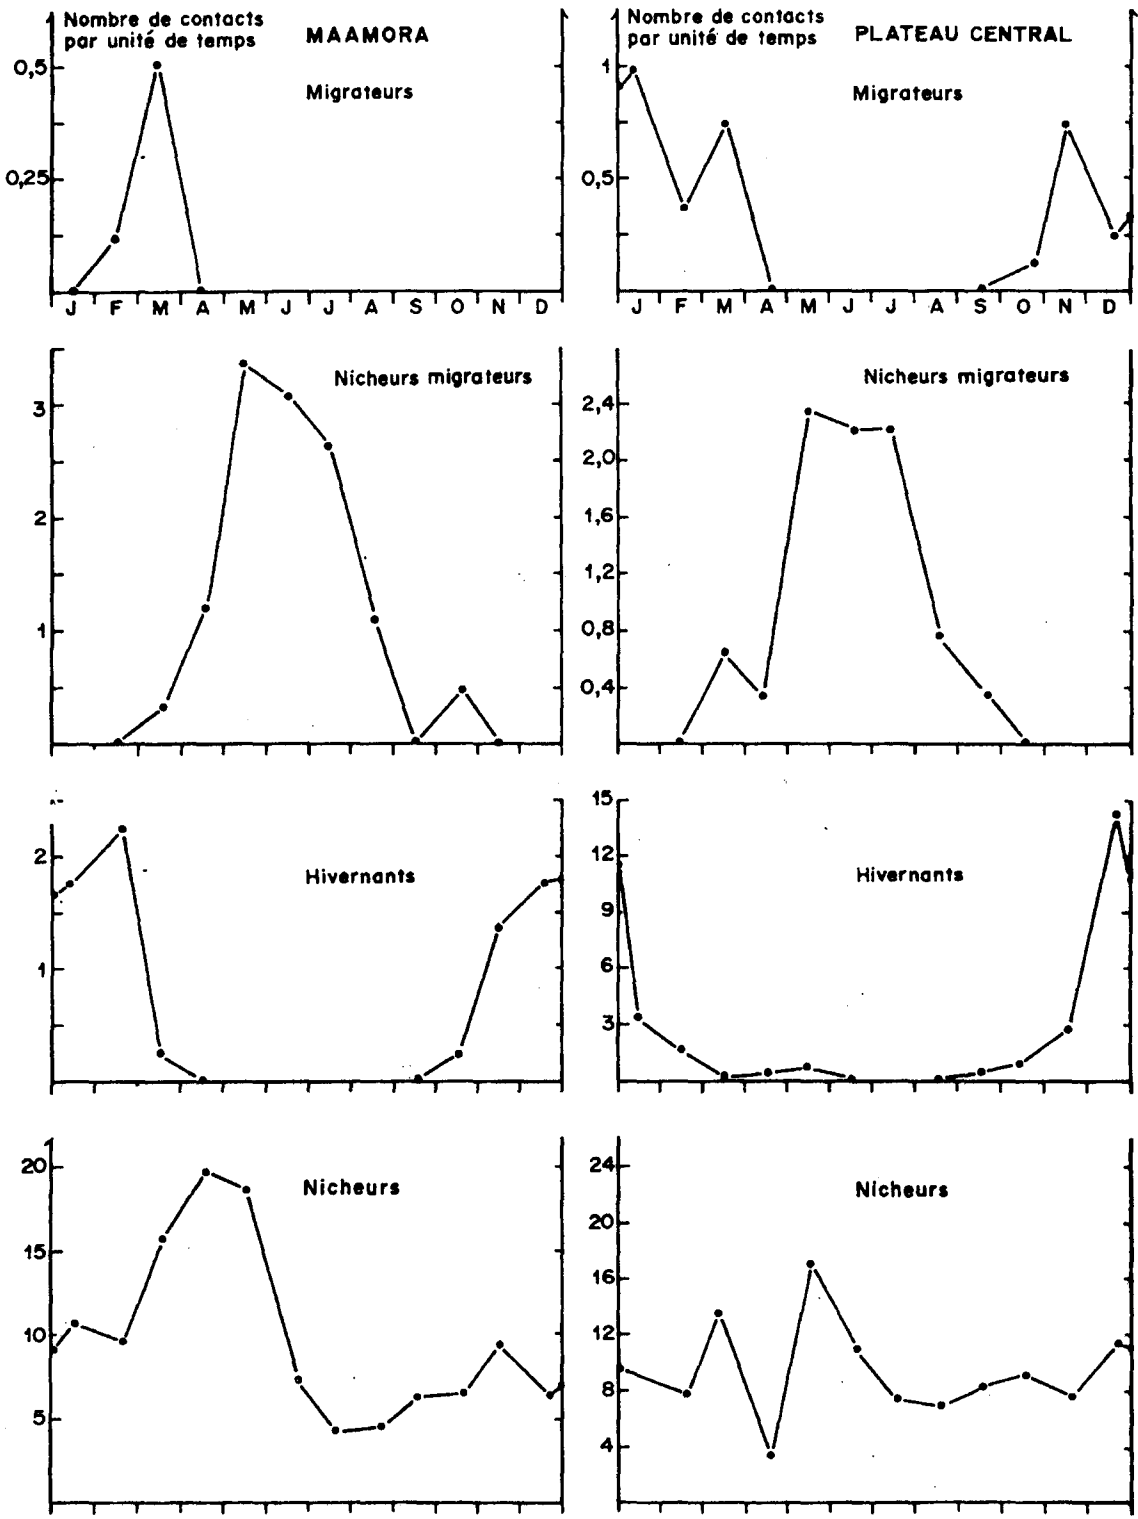 Nombre de contacts
par unité de temps
MAAMORA
Migrateurs
0,5
0,25
J F M A M J J A S O N D
Nombre de contacts
par unité de temps
PLATEAU CENTRAL
Migrateurs
1
0,5
J F M A M J J A S O N D
Nicheurs migrateurs
3
2
1
Nicheurs migrateurs
2,4
2,0
1,6
1,2
0,8
0,4
Hivernants
2
1
Hivernants
15
12
9
6
3
Nicheurs
20
15
10
5
Nicheurs
24
20
16
12
8
4